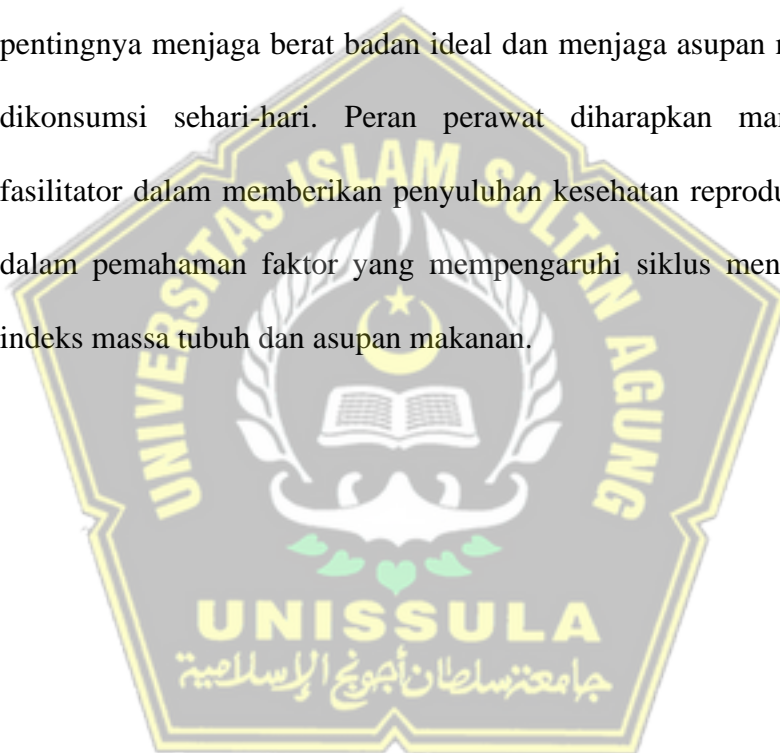 pentingnya menjaga berat badan ideal dan menjaga asupan
dikonsumsi sehari-hari. Peran perawat diharapkan
fasilitator dalam memberikan penyuluhan kesehatan
dalam pemahaman faktor yang mempengaruhi siklus
indeks massa tubuh dan asupan makanan.
UNIVERSITAS ISLAM SULTAN AGUNG
UNISSULA
جامعة سلطان أجونج الإسلامية